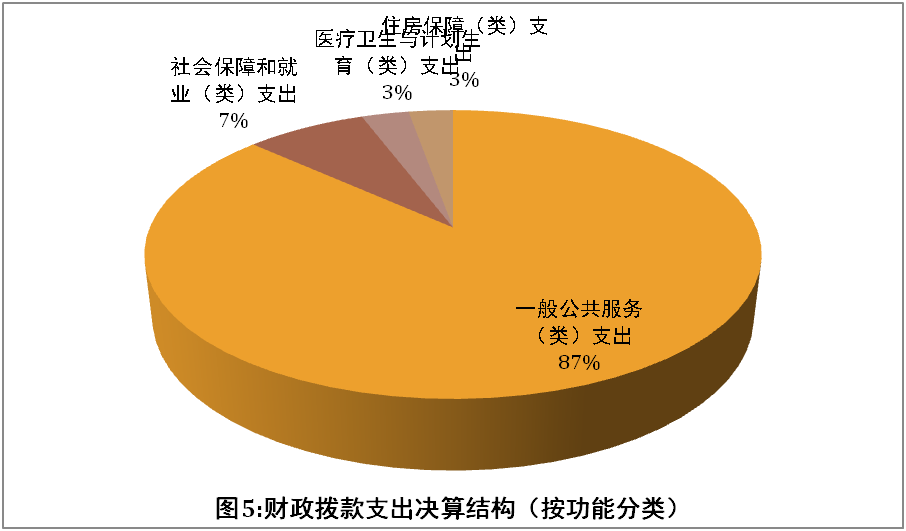 住房保障（类）支
出
3%
医疗卫生与计划生
育（类）支出
3%
社会保障和就
业（类）支出
7%
一般公共服务
（类）支出
87%
图5:财政拨款支出决算结构（按功能分类）